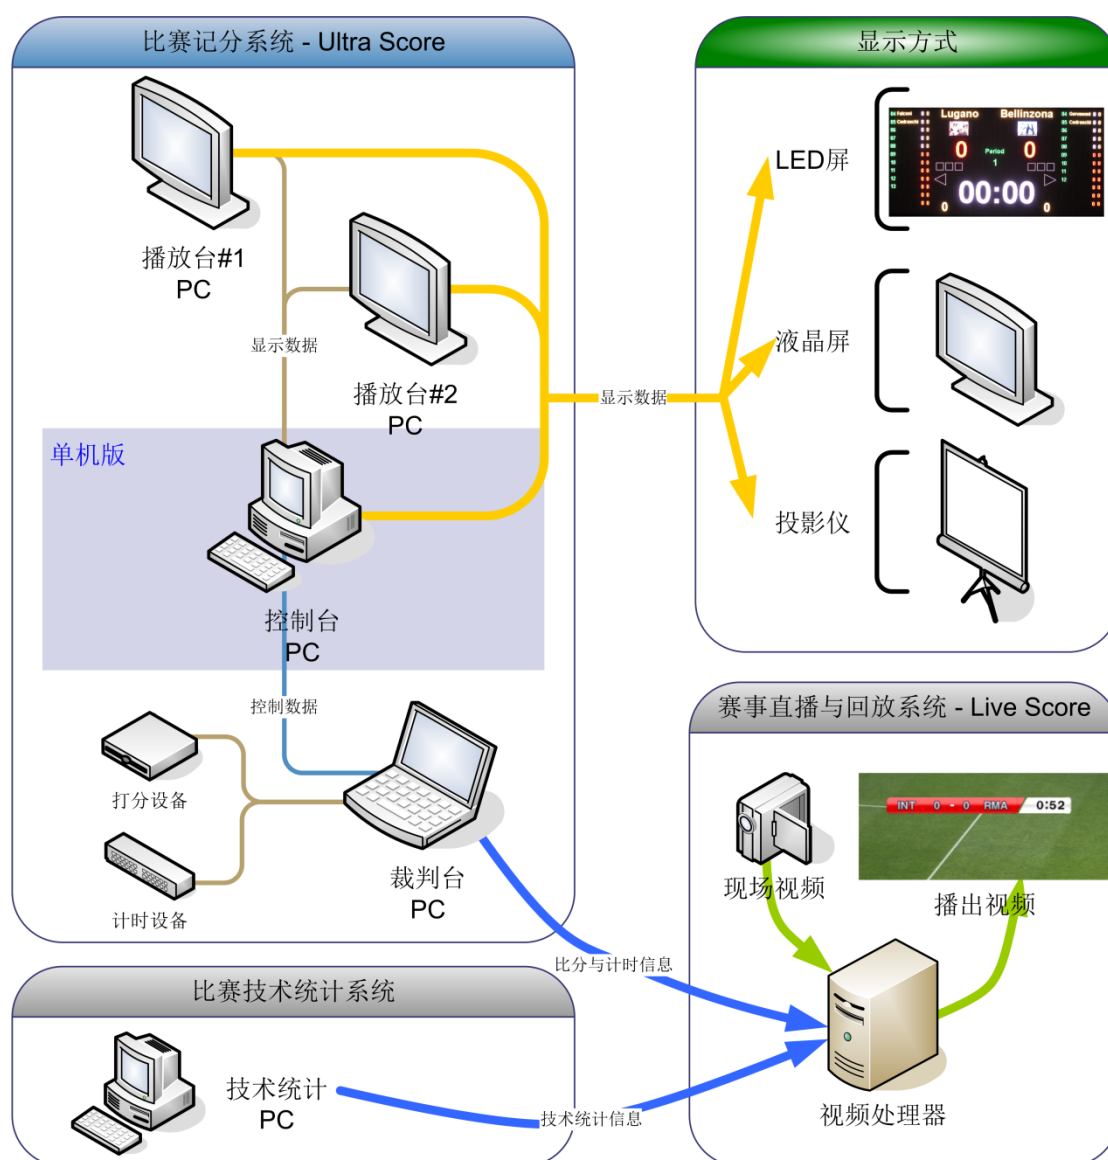 比赛记分系统 - Ultra Score
播放台#1
PC
显示数据
播放台#2
PC
单机版
控制台
PC
控制数据
打分设备
计时设备
裁判台
PC
显示数据
显示方式
LED屏
Lugano
Bellinzona
0
0
Period
1
00:00
0
0
液晶屏
投影仪
赛事直播与回放系统 - Live Score
现场视频
INT 0 - 0 RMA 0:52
播出视频
视频处理器
比分与计时信息
比赛技术统计系统
技术统计
PC
技术统计信息